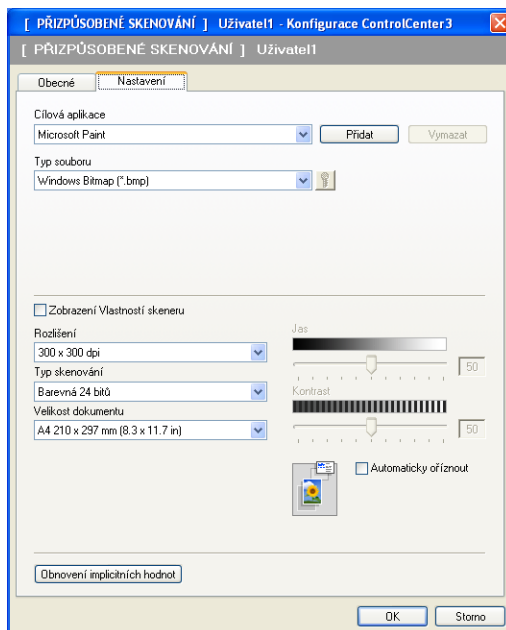 [ PŘIZPŮSOBENÉ SKENOVÁNÍ ] Uživatel1 - Konfigurace ControlCenter3
[ PŘIZPŮSOBENÉ SKENOVÁNÍ ] Uživatel1
Obecné Nastavení
Cílová aplikace
Microsoft Paint Přidat Vymazat
Typ souboru
Windows Bitmap (*.bmp)
Zobrazení Vlastností skeneru
Rozlišení Jas
300 x 300 dpi 50
Typ skenování
Barevná 24 bitů Kontrast
Velikost dokumentu
A4 210 x 297 mm (8.3 x 11.7 in) 50
Automaticky oříznout
Obnovení implicitních hodnot
OK Storno